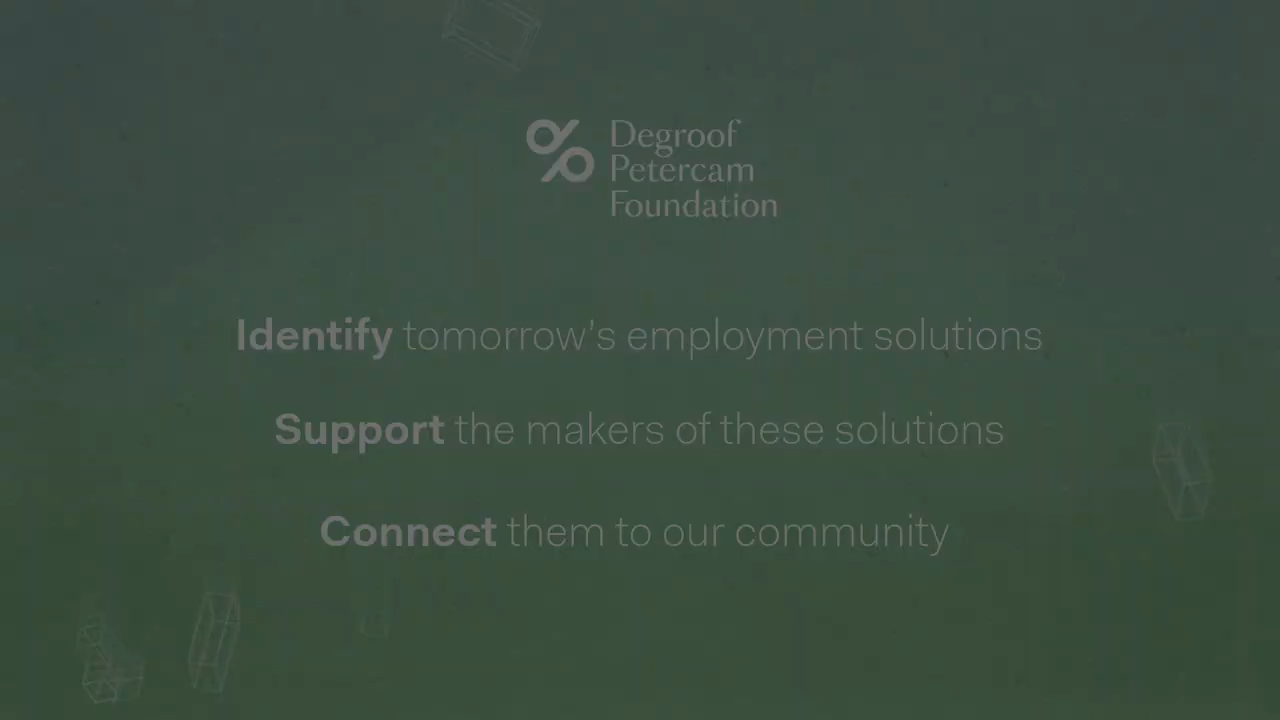 Degroof
Petercam
Foundation
Identify tomorrow's employment solutions
Support the makers of these solutions
Connect them to our community